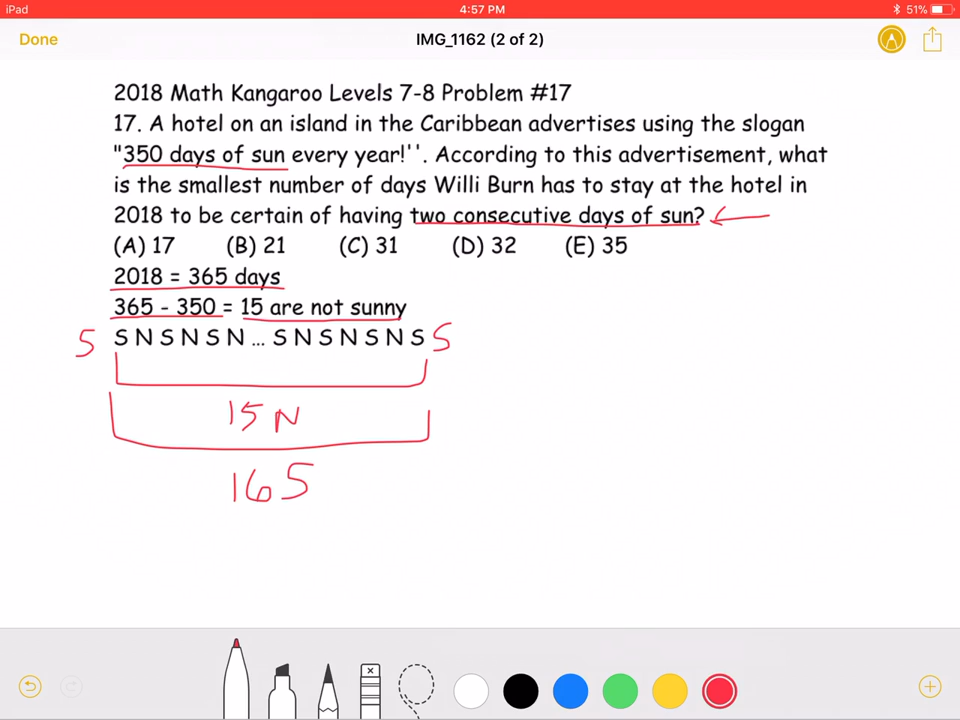 iPad 4:57 PM 51%
Done IMG_1162 (2 of 2)
2018 Math Kangaroo Levels 7-8 Problem #17
17. A hotel on an island in the Caribbean advertises using the slogan
"350 days of sun every year!''. According to this advertisement, what
is the smallest number of days Willi Burn has to stay at the hotel in
2018 to be certain of having two consecutive days of sun?
(A) 17 (B) 21 (C) 31 (D) 32 (E) 35
2018 = 365 days
365 - 350 = 15 are not sunny
S S N S N S N ... S N S N S N S S
15 N
16 S